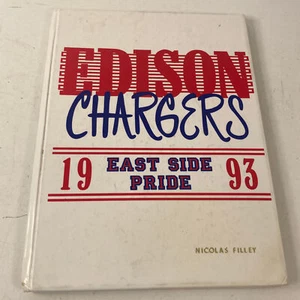 EDISON
CHARGERS
19 EAST SIDE PRIDE 93
NICOLAS FILLEY